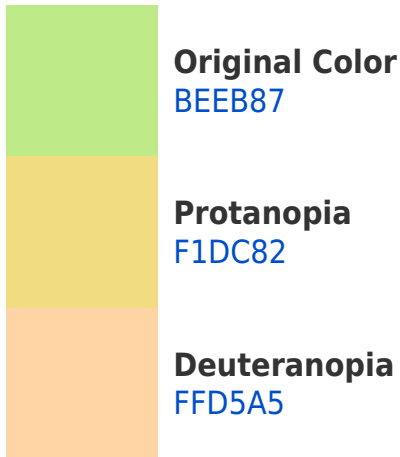 Original Color
BEEB87
Protanopia
F1DC82
Deuteranopia
FFD5A5